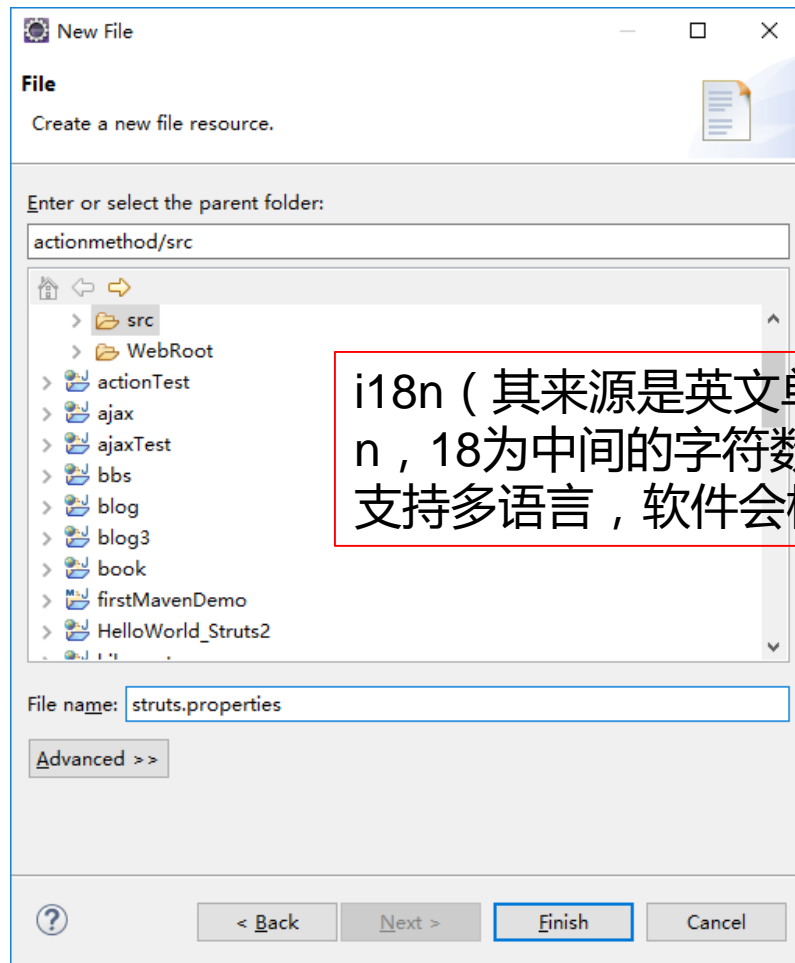 New File
File
Create a new file resource.
Enter or select the parent folder:
actionmethod/src
src
WebRoot
actionTest
ajax
ajaxTest
bbs
blog
blog3
book
firstMavenDemo
HelloWorld_Struts2
i18n（其来源是英文
n，18为中间的字符
支持多语言，软件会
File name: struts.properties
Advanced >>
< Back Next > Finish Cancel